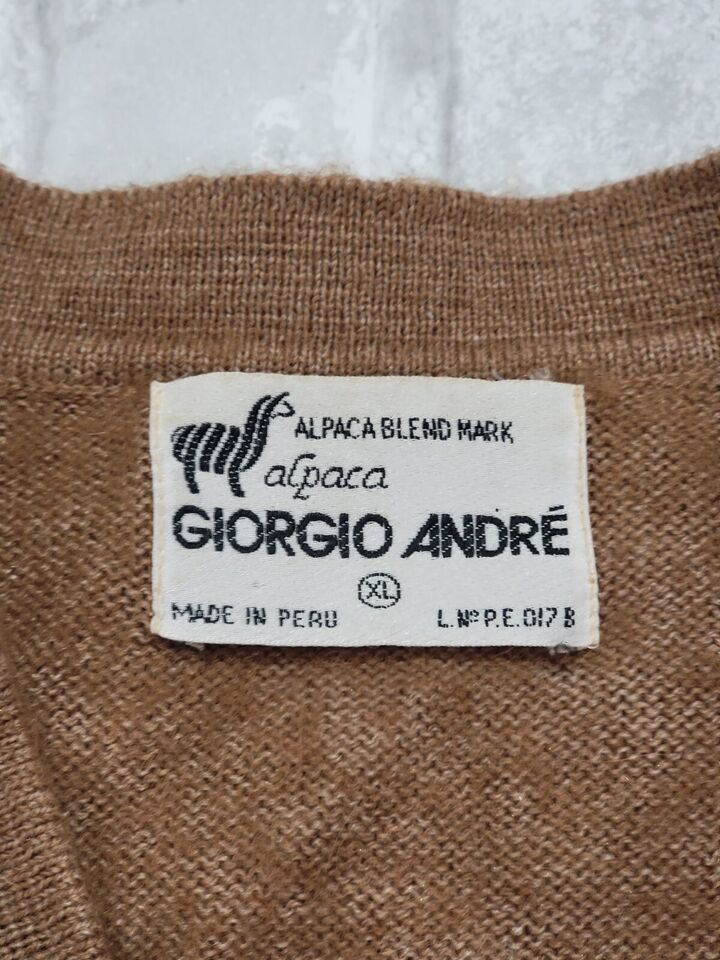 ALPACA BLEND MARK
alpaca
GIORGIO ANDRÉ
XL
MADE IN PERU L. Nº P.E. 017 B